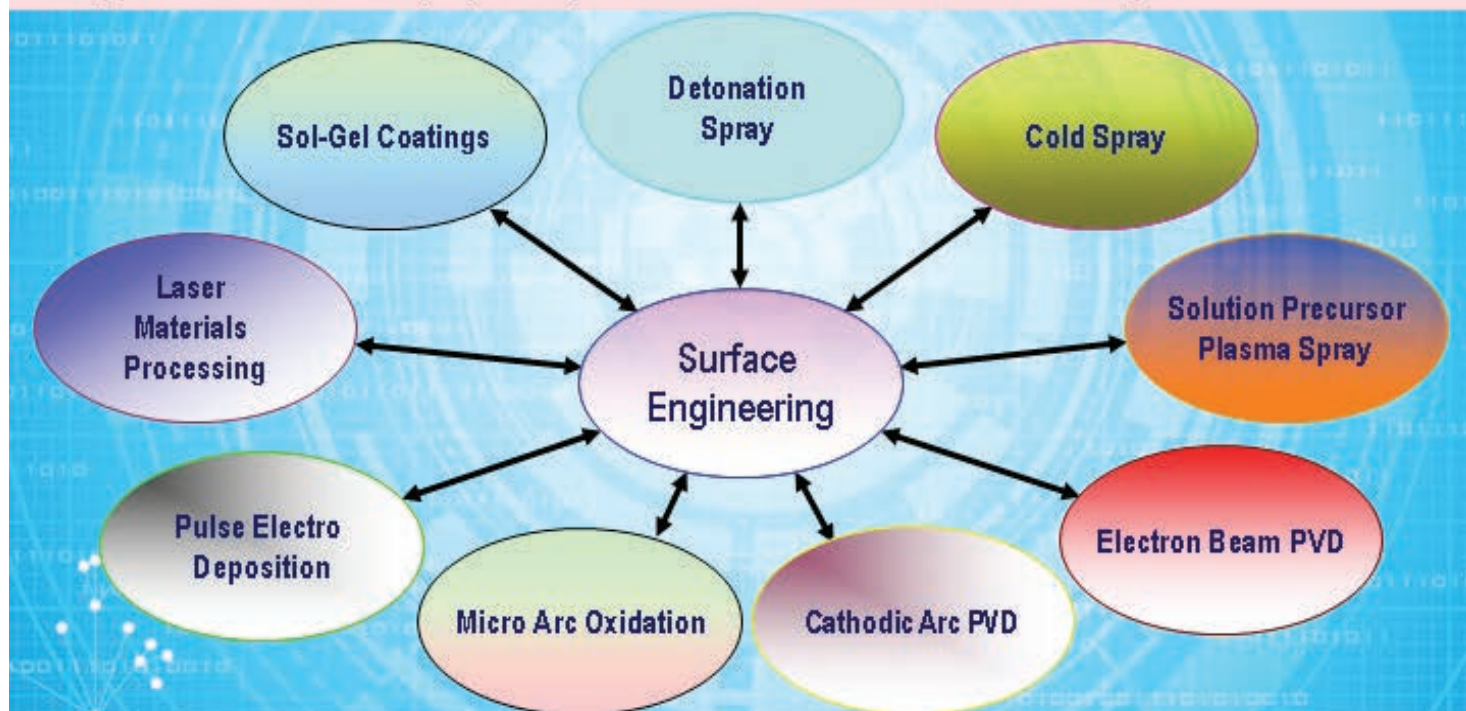 Detonation
Spray
Sol-Gel Coatings
Cold Spray
Laser
Materials
Processing
Solution Precursor
Plasma Spray
Surface
Engineering
Pulse Electro
Deposition
Electron Beam PVD
Micro Arc Oxidation
Cathodic Arc PVD